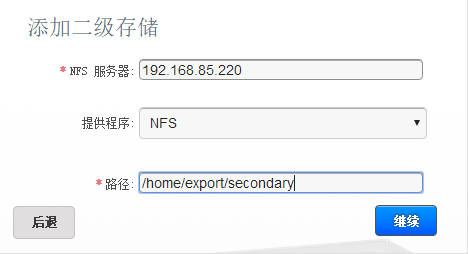 添加二级存储
* NFS 服务器: 192.168.85.220
提供程序: NFS
* 路径: /home/export/secondary
后退 继续